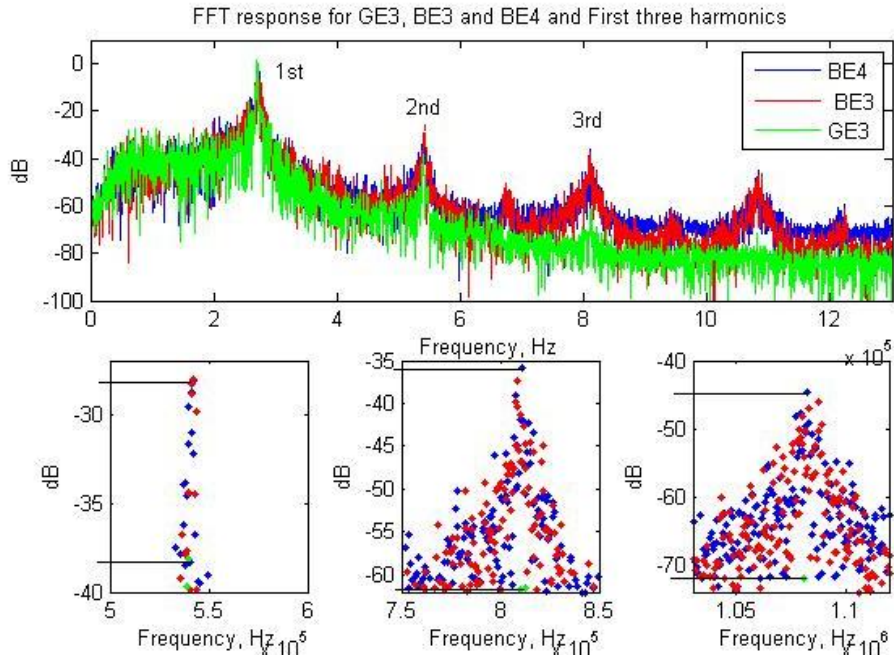 FFT response for GE3, BE3 and BE4 and First three harmonics
0
-20
-40
-60
-80
-100
dB
1st
2nd
3rd
BE4
BE3
GE3
0 2 4 6 8 10 12
Frequency, Hz
x 10^5
-30
-35
-40
dB
5 5.5 6
Frequency, Hz
x 10^5
-35
-40
-45
-50
-55
-60
dB
7.5 8 8.5
Frequency, Hz
x 10^5
-40
-50
-60
-70
dB
1.05 1.1
Frequency, Hz
x 10^6